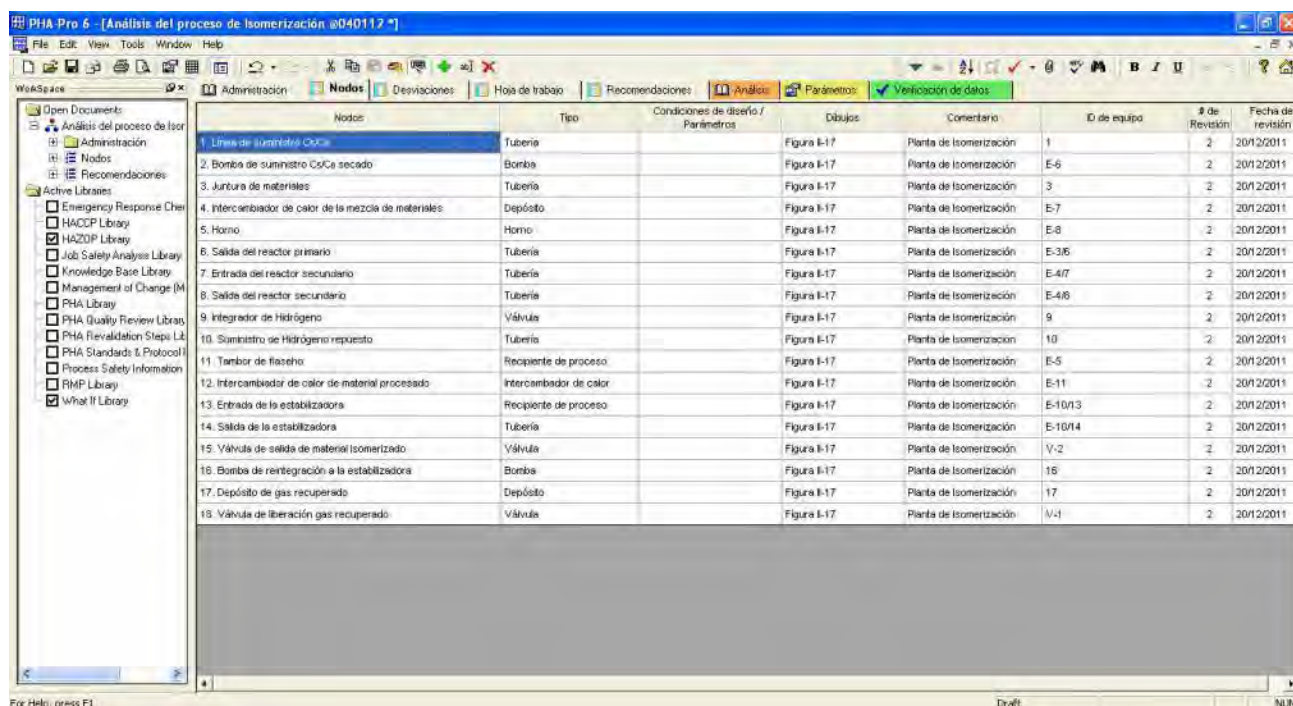 PHA-Pro 6 - [Análisis del proceso de Isomerización @040117 *]
File Edit View Tools Window Help
B I U
WorkSpace
Administración Nodos Desviaciones Hoja de trabajo Recomendaciones Análisis Parámetros Verificación de datos
Open Documents
Análisis del proceso de Isor
Administración
Nodos
Recomendaciones
Active Libraries
Emergency Response Cher
HACCP Library
HAZOP Library
Job Safety Analysis Library
Knowledge Base Library
Management of Change (M
PHA Library
PHA Quality Review Library
PHA Revalidation Steps Lib
PHA Standards & Protocol
Process Safety Information
RMP Library
What If Library
Nodos Tipo Condiciones de diseño / Parámetros Dibujos Comentario ID de equipo # de Revisión Fecha de revisión
1. Línea de suministro Tubería Figura II-17 Planta de Isomerización 1 2 20/12/2011
2. Bomba de suministro C5/C6 secado Bomba Figura II-17 Planta de Isomerización E-6 2 20/12/2011
3. Juntura de materiales Tubería Figura II-17 Planta de Isomerización 3 2 20/12/2011
4. Intercambiador de calor de la mezcla de materiales Depósito Figura II-17 Planta de Isomerización E-7 2 20/12/2011
5. Horno Horno Figura II-17 Planta de Isomerización E-8 2 20/12/2011
6. Salida del reactor primario Tubería Figura II-17 Planta de Isomerización E-3/6 2 20/12/2011
7. Entrada del reactor secundario Tubería Figura II-17 Planta de Isomerización E-4/7 2 20/12/2011
8. Salida del reactor secundario Tubería Figura II-17 Planta de Isomerización E-4/8 2 20/12/2011
9. Integrador de Hidrógeno Válvula Figura II-17 Planta de Isomerización 9 2 20/12/2011
10. Suministro de Hidrógeno repuesto Tubería Figura II-17 Planta de Isomerización 10 2 20/12/2011
11. Tambor de flasheo Recipiente de proceso Figura II-17 Planta de Isomerización E-5 2 20/12/2011
12. Intercambiador de calor de material procesado Intercambiador de calor Figura II-17 Planta de Isomerización E-11 2 20/12/2011
13. Entrada de la estabilizadora Recipiente de proceso Figura II-17 Planta de Isomerización E-10/13 2 20/12/2011
14. Salida de la estabilizadora Tubería Figura II-17 Planta de Isomerización E-10/14 2 20/12/2011
15. Válvula de salida de material isomerizado Válvula Figura II-17 Planta de Isomerización V-2 2 20/12/2011
16. Bomba de reintegración a la estabilizadora Bomba Figura II-17 Planta de Isomerización 16 2 20/12/2011
17. Depósito de gas recuperado Depósito Figura II-17 Planta de Isomerización 17 2 20/12/2011
18. Válvula de liberación gas recuperado Válvula Figura II-17 Planta de Isomerización V-1 2 20/12/2011
For Help, press F1 Draft NUM